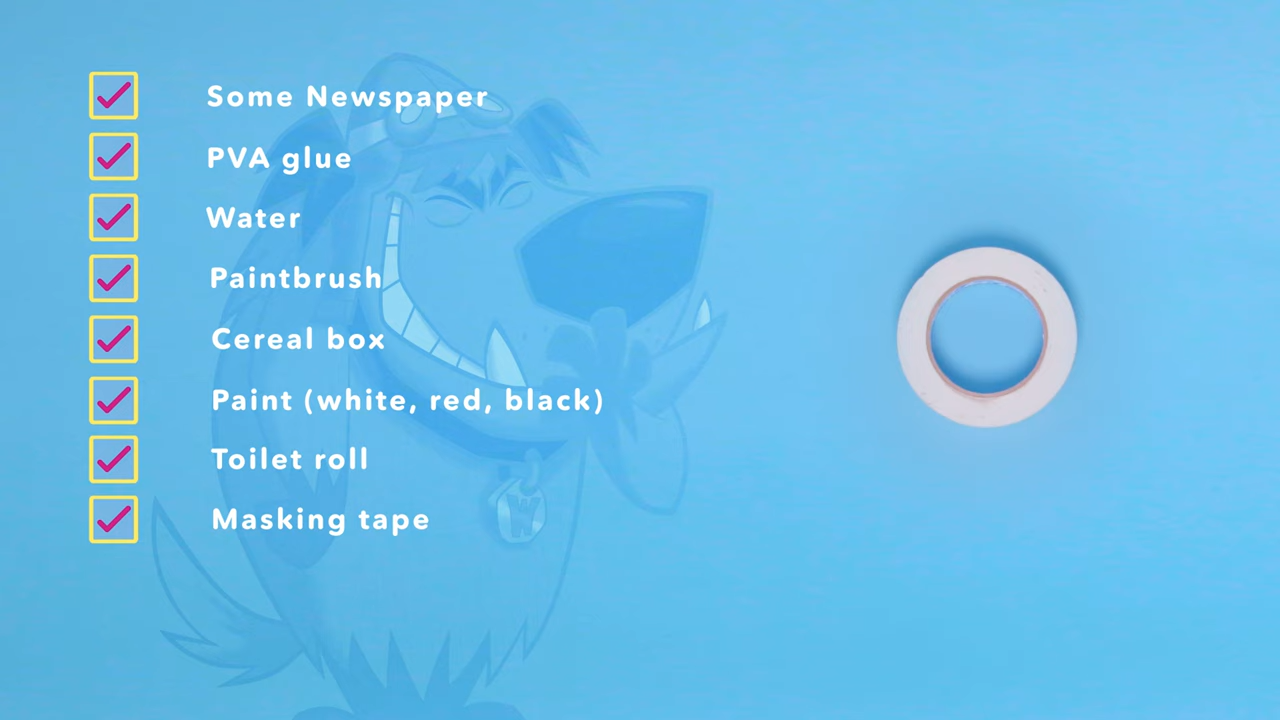 Some Newspaper
PVA glue
Water
Paintbrush
Cereal box
Paint (white, red, black)
Toilet roll
Masking tape
W